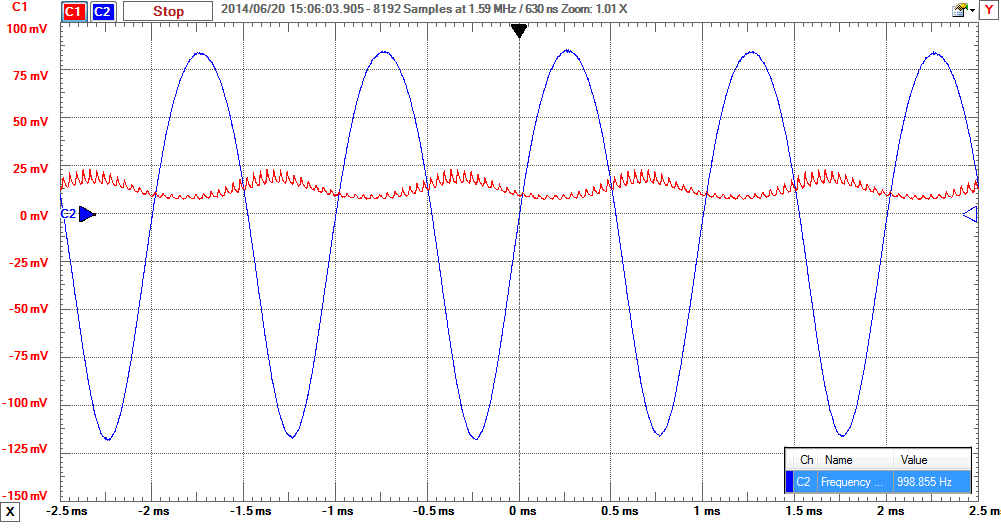 C1
C1 C2 Stop 2014/06/20 15:06:03.905 - 8192 Samples at 1.59 MHz / 630 ns Zoom: 1.01 X Y
100 mV
75 mV
50 mV
25 mV
C2
0 mV
-25 mV
-50 mV
-75 mV
-100 mV
-125 mV
-150 mV
Ch Name Value
C2 Frequency ... 998.855 Hz
X -2.5 ms -2 ms -1.5 ms -1 ms -0.5 ms 0 ms 0.5 ms 1 ms 1.5 ms 2 ms 2.5 m